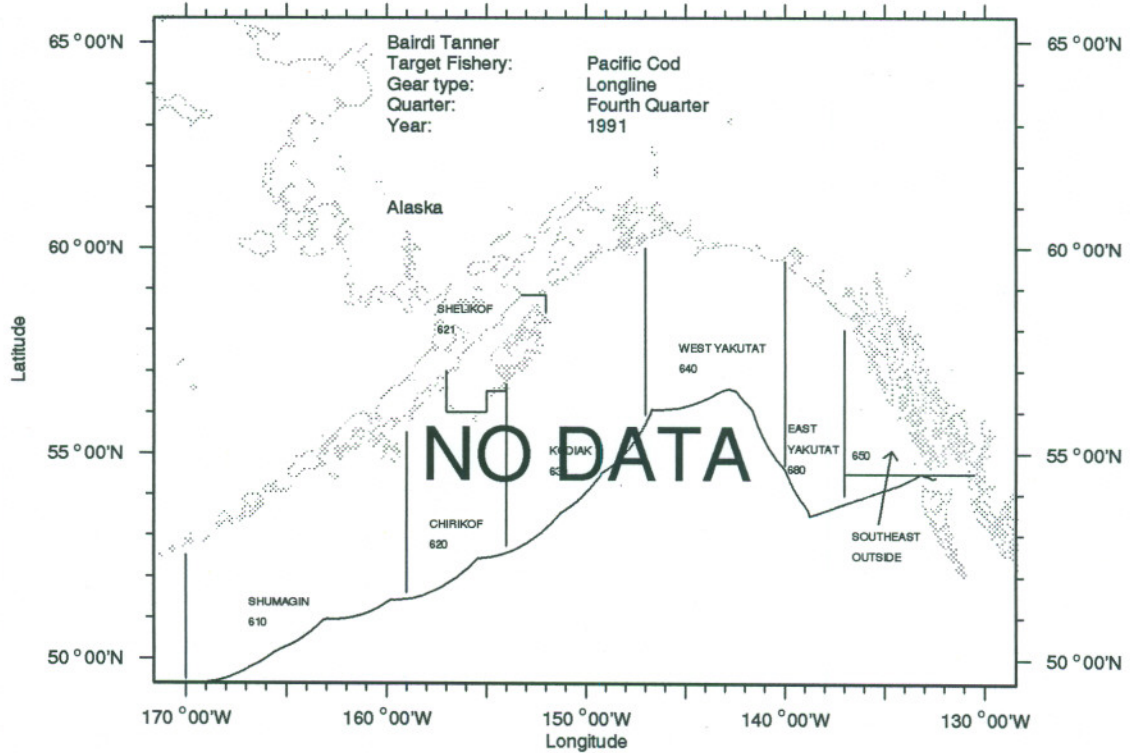 65 °00'N
65 °00'N
Bairdi Tanner
Target Fishery: Pacific Cod
Gear type: Longline
Quarter: Fourth Quarter
Year: 1991
Alaska
60 °00'N
60 °00'N
SHELIKOF
621
WEST YAKUTAT
640
Latitude
55 °00'N
55 °00'N
NO DATA
KODIAK
EAST
YAKUTAT
680
650
CHIRIKOF
620
SOUTHEAST
OUTSIDE
SHUMAGIN
610
50 °00'N
50 °00'N
170 °00'W
160 °00'W
150 °00'W
140 °00'W
130 °00'W
Longitude